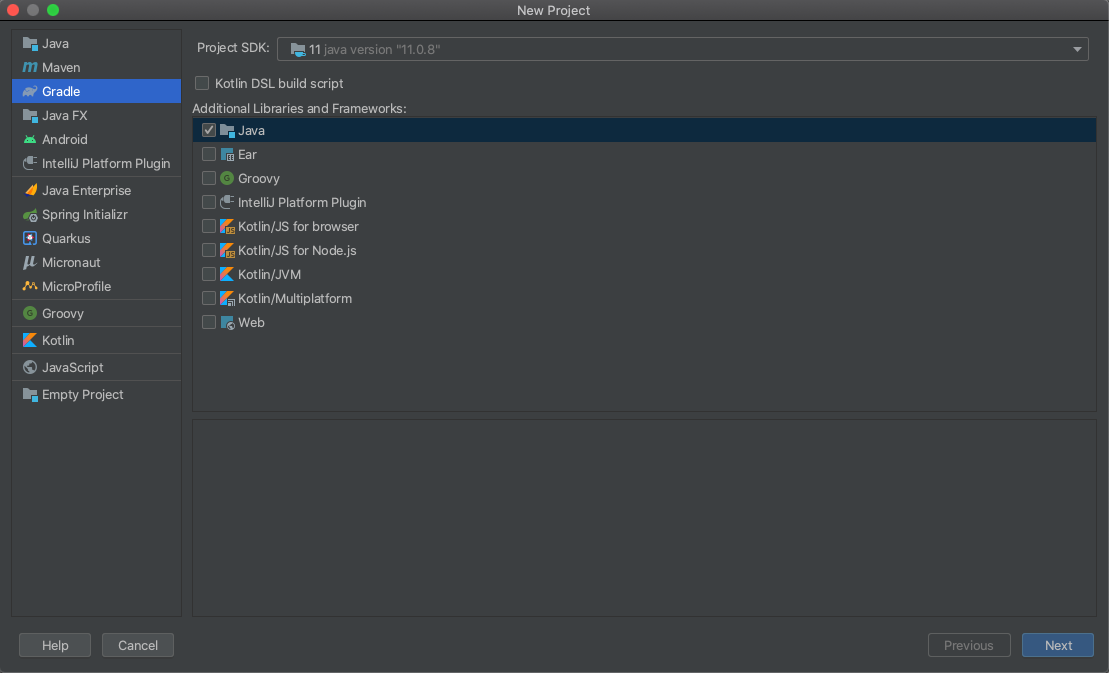 New Project
Java
Maven
Gradle
Java FX
Android
IntelliJ Platform Plugin
Java Enterprise
Spring Initializr
Quarkus
Micronaut
MicroProfile
Groovy
Kotlin
JavaScript
Empty Project
Project SDK: 11 java version "11.0.8"
Kotlin DSL build script
Additional Libraries and Frameworks:
Java
Ear
Groovy
IntelliJ Platform Plugin
Kotlin/JS for browser
Kotlin/JS for Node.js
Kotlin/JVM
Kotlin/Multiplatform
Web
Help Cancel Previous Next